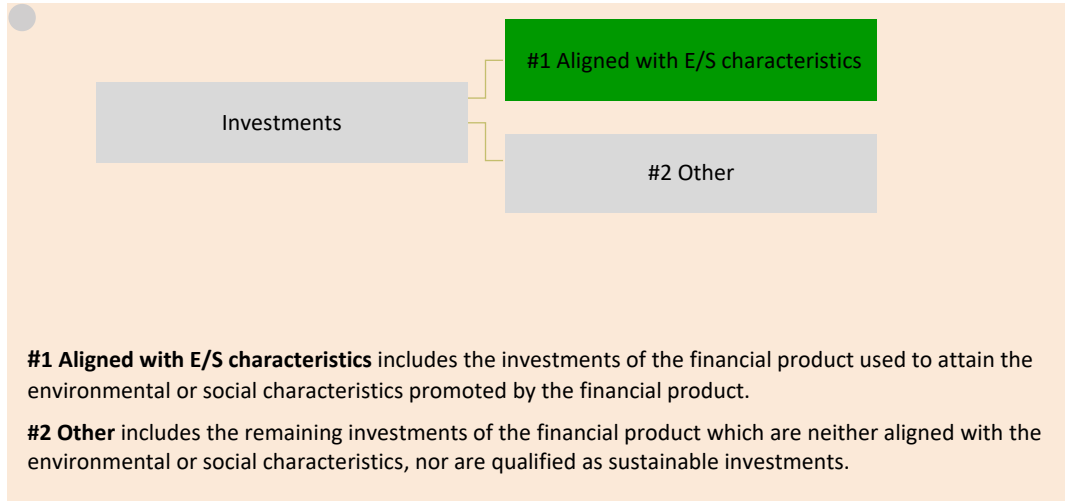 #1 Aligned with E/S characteristics
Investments
#2 Other
#1 Aligned with E/S characteristics includes the investments of the financial product used to attain the
environmental or social characteristics promoted by the financial product.
#2 Other includes the remaining investments of the financial product which are neither aligned with the
environmental or social characteristics, nor are qualified as sustainable investments.